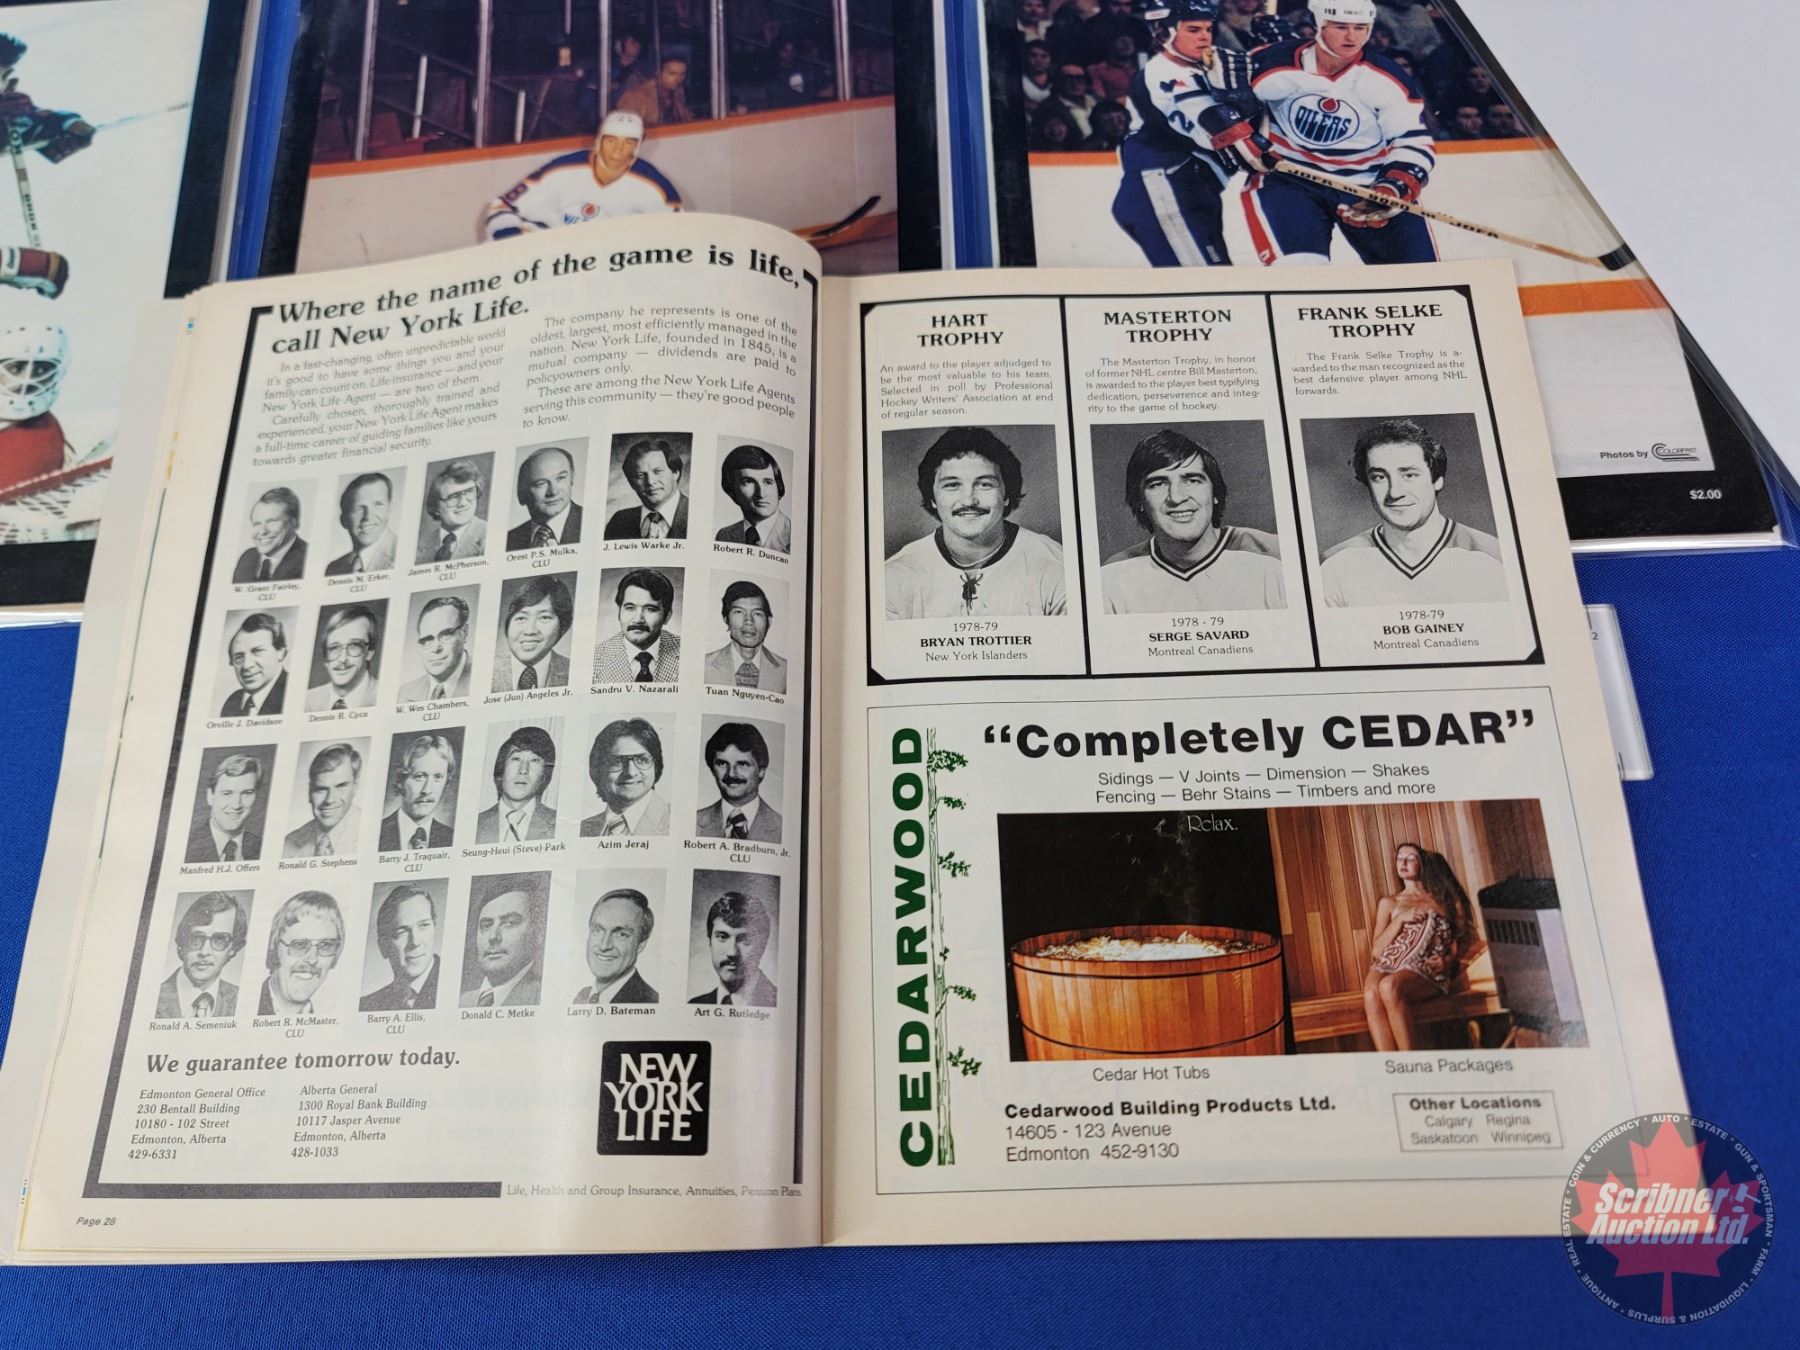 OILERS
Photos by COLORFAST
$2.00
Where the name of the game is life,
call New York Life.
In a fast-changing, often unpredictable world
it's good to have some things you and your
family can count on. Life insurance — and your
New York Life Agent — are two of them.
Carefully chosen, thoroughly trained and
experienced, your New York Life Agent makes
a full-time career of guiding families like yours
towards greater financial security.
The company he represents is one of the
oldest, largest, most efficiently managed in the
nation. New York Life, founded in 1845, is a
mutual company — dividends are paid to
policyowners only.
These are among the New York Life Agents
serving this community — they're good people
to know.
W. Grant Fairley,
CLU
Dennis M. Erker,
CLU
James R. McPherson,
CLU
Orest P.S. Mulka,
CLU
J. Lewis Warke Jr.
Robert R. Duncan
Orville J. Davidson
Dennis R. Cyca
W. Wes Chambers,
CLU
Jose (Jun) Angeles Jr.
Sandru V. Nazarali
Tuan Nguyen-Cao
Manfred H.J. Offers
Ronald G. Stephens
Barry J. Traquair,
CLU
Seung-Heui (Steve) Park
Azim Jeraj
Robert A. Bradburn, Jr.
CLU
Ronald A. Semeniuk
Robert R. McMaster,
CLU
Barry A. Ellis,
CLU
Donald C. Metke
Larry D. Bateman
Art G. Rutledge
We guarantee tomorrow today.
Edmonton General Office
230 Bentall Building
10180 - 102 Street
Edmonton, Alberta
429-6331
Alberta General
1300 Royal Bank Building
10117 Jasper Avenue
Edmonton, Alberta
428-1033
NEW
YORK
LIFE
Life, Health and Group Insurance, Annuities, Pension Plans
Page 28
HART
TROPHY
An award to the player adjudged to
be the most valuable to his team.
Selected in poll by Professional
Hockey Writers' Association at end
of regular season.
1978-79
BRYAN TROTTIER
New York Islanders
MASTERTON
TROPHY
The Masterton Trophy, in honor
of former NHL centre Bill Masterton,
is awarded to the player best typifying
dedication, perseverence and integ-
rity to the game of hockey.
1978 - 79
SERGE SAVARD
Montreal Canadiens
FRANK SELKE
TROPHY
The Frank Selke Trophy is a-
warded to the man recognized as the
best defensive player among NHL
forwards.
1978-79
BOB GAINEY
Montreal Canadiens
CEDARWOOD
“Completely CEDAR”
Sidings — V Joints — Dimension — Shakes
Fencing — Behr Stains — Timbers and more
Relax.
Cedar Hot Tubs
Sauna Packages
Cedarwood Building Products Ltd.
14605 - 123 Avenue
Edmonton 452-9130
Other Locations
Calgary Regina
Saskatoon Winnipeg
Scribner
Auction Ltd.
AUTO · ESTATE · GUN & SPORTSMAN · FARM · LIQUIDATION & SURPLUS · ANTIQUE · REAL ESTATE · COIN & CURRENCY ·